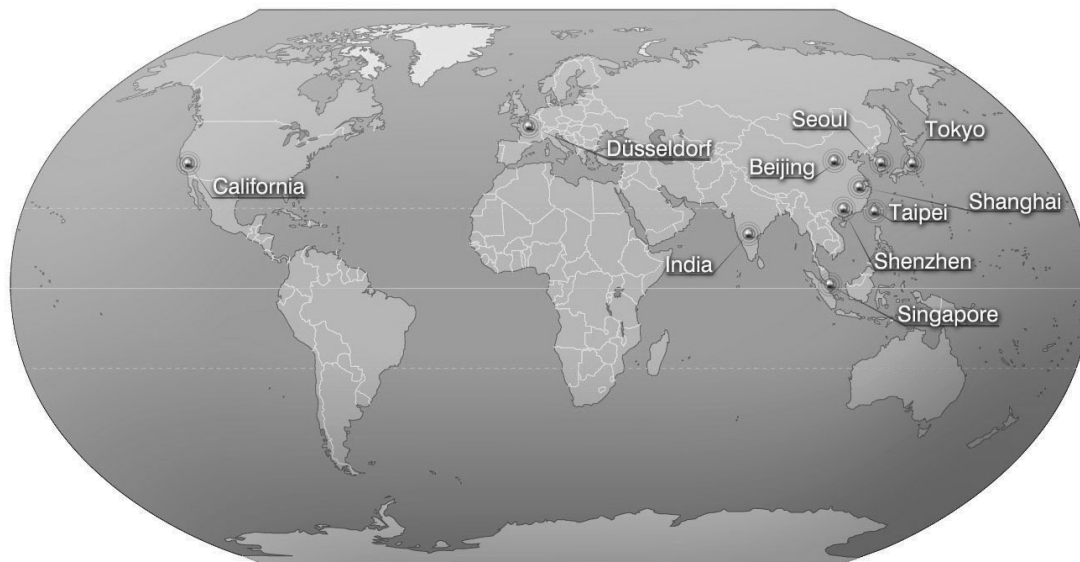 Seoul
Tokyo
Düsseldorf
Beijing
California
Shanghai
Taipei
India
Shenzhen
Singapore